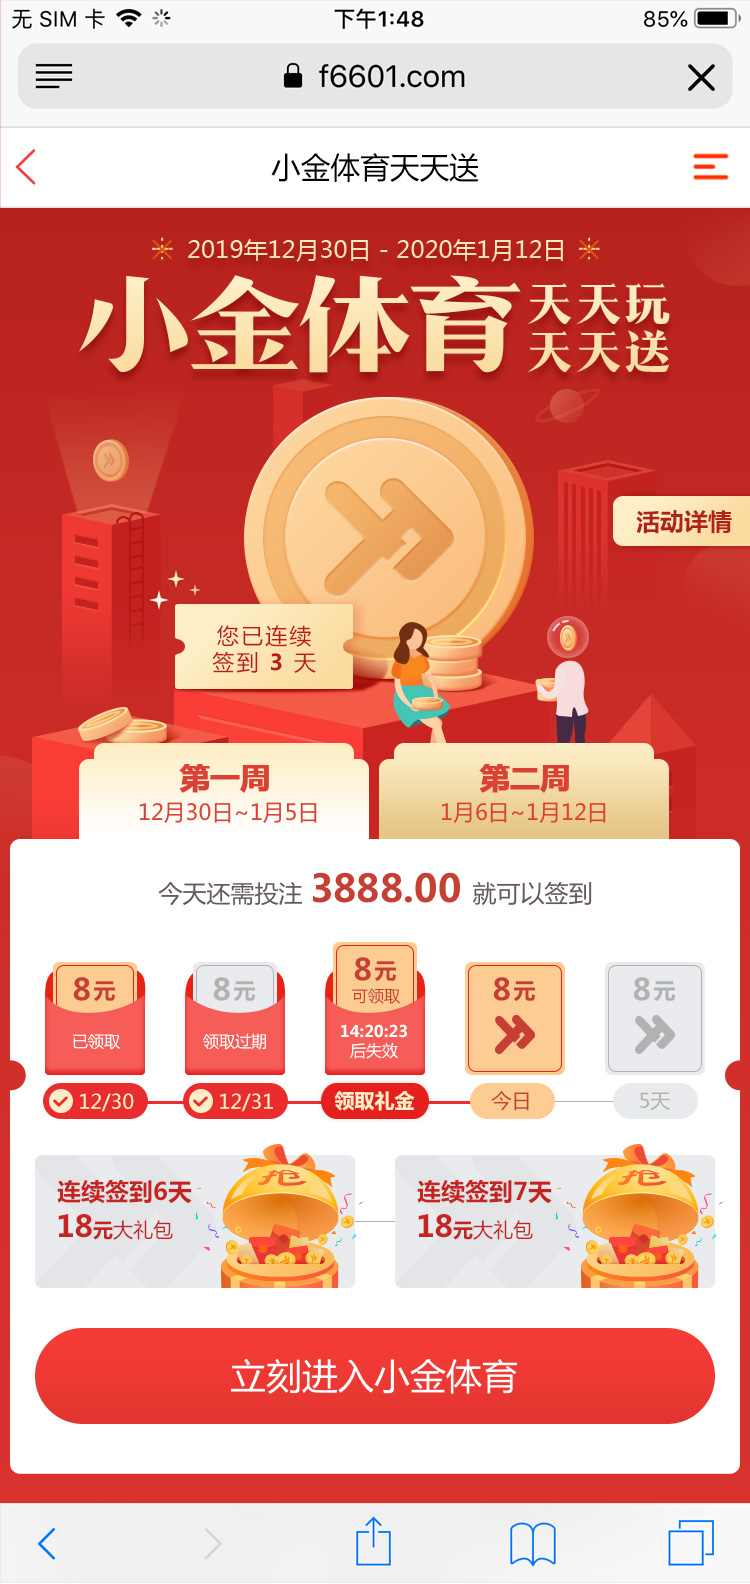 无 SIM 卡
下午1:48
85%
f6601.com
小金体育天天送
2019年12月30日 - 2020年1月12日
小金体育
天天玩
天天送
活动详情
您已连续
签到 3 天
第一周
12月30日~1月5日
第二周
1月6日~1月12日
今天还需投注 3888.00 就可以签到
8元
已领取
12/30
8元
领取过期
12/31
8元
可领取
14:20:23
后失效
领取礼金
8元
今日
8元
5天
连续签到6天
18元大礼包
抢
连续签到7天
18元大礼包
抢
立刻进入小金体育